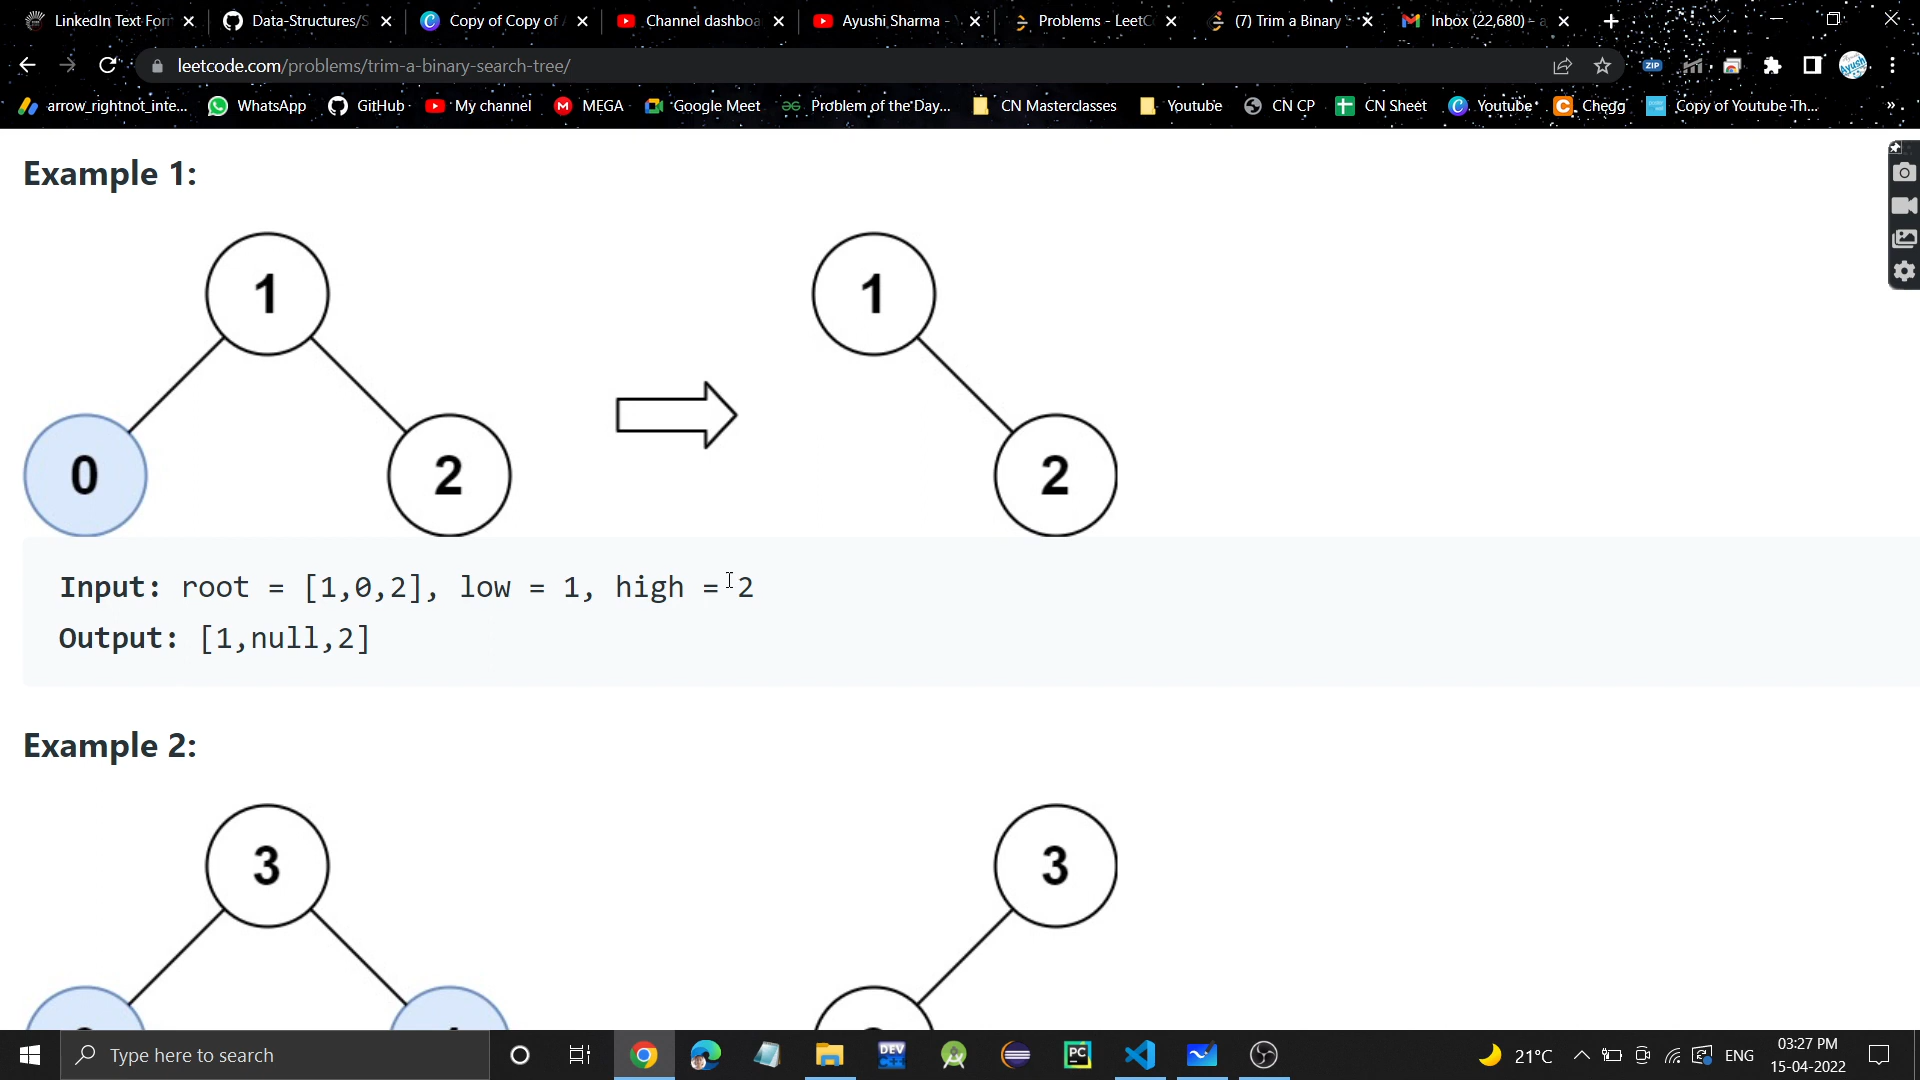 LinkedIn Text For
Data-Structures/S
Copy of Copy of
Channel dashboa
Ayushi Sharma -
Problems - LeetC
(7) Trim a Binary
Inbox (22,680) - a
leetcode.com/problems/trim-a-binary-search-tree/
ZIP
arrow_rightnot_inte...
WhatsApp
GitHub
My channel
MEGA
Google Meet
Problem of the Day...
CN Masterclasses
Youtube
CN CP
CN Sheet
Youtube
Chegg
Copy of Youtube Th...
»
Example 1:
1
0
2
1
2
Input: root = [1,0,2], low = 1, high = 2
Output: [1,null,2]
Example 2:
3
3
Type here to search
DEV
C++
PC
21°C
ENG
03:27 PM
15-04-2022